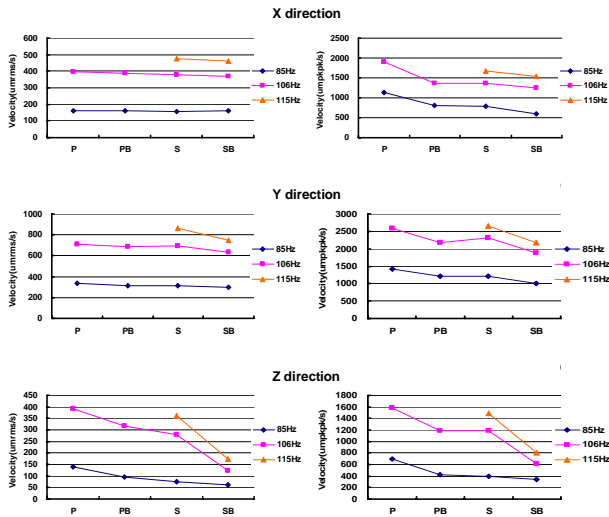 X direction
Velocity(umrms/s)
600
500
400
300
200
100
0
P PB S SB
85Hz
106Hz
115Hz
Velocity(umpkpk/s)
2500
2000
1500
1000
500
0
P PB S SB
85Hz
106Hz
115Hz
Y direction
Velocity(umrms/s)
1000
800
600
400
200
0
P PB S SB
85Hz
106Hz
115Hz
Velocity(umpkpk/s)
3000
2500
2000
1500
1000
500
0
P PB S SB
85Hz
106Hz
115Hz
Z direction
Velocity(umrms/s)
450
400
350
300
250
200
150
100
50
0
P PB S SB
85Hz
106Hz
115Hz
Velocity(umpkpk/s)
1800
1600
1400
1200
1000
800
600
400
200
0
P PB S SB
85Hz
106Hz
115Hz